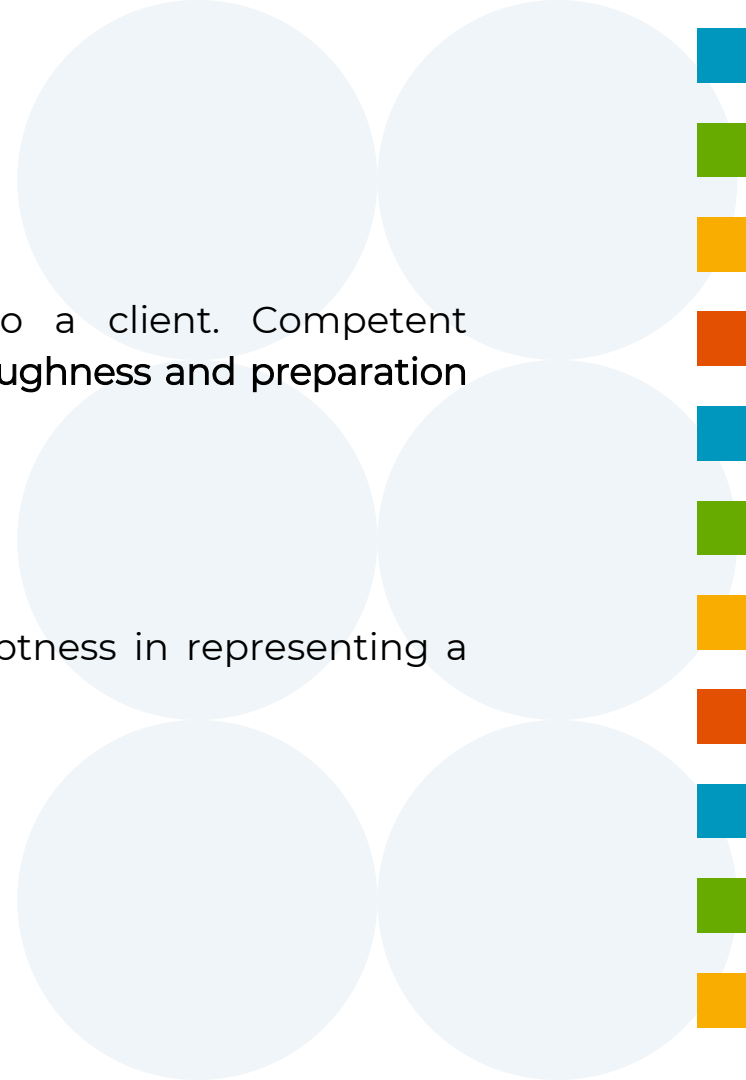 o a client. Competent
ughness and preparation
otness in representing a